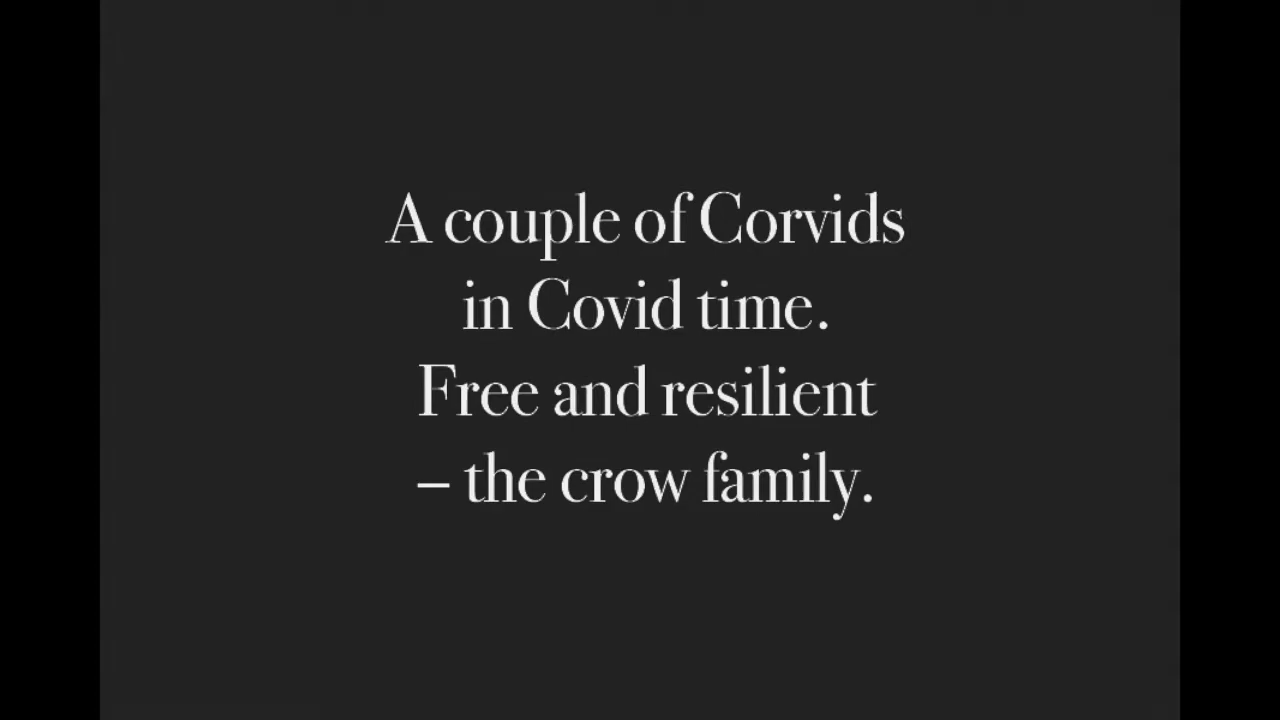 A couple of Corvids
in Covid time.
Free and resilient
– the crow family.